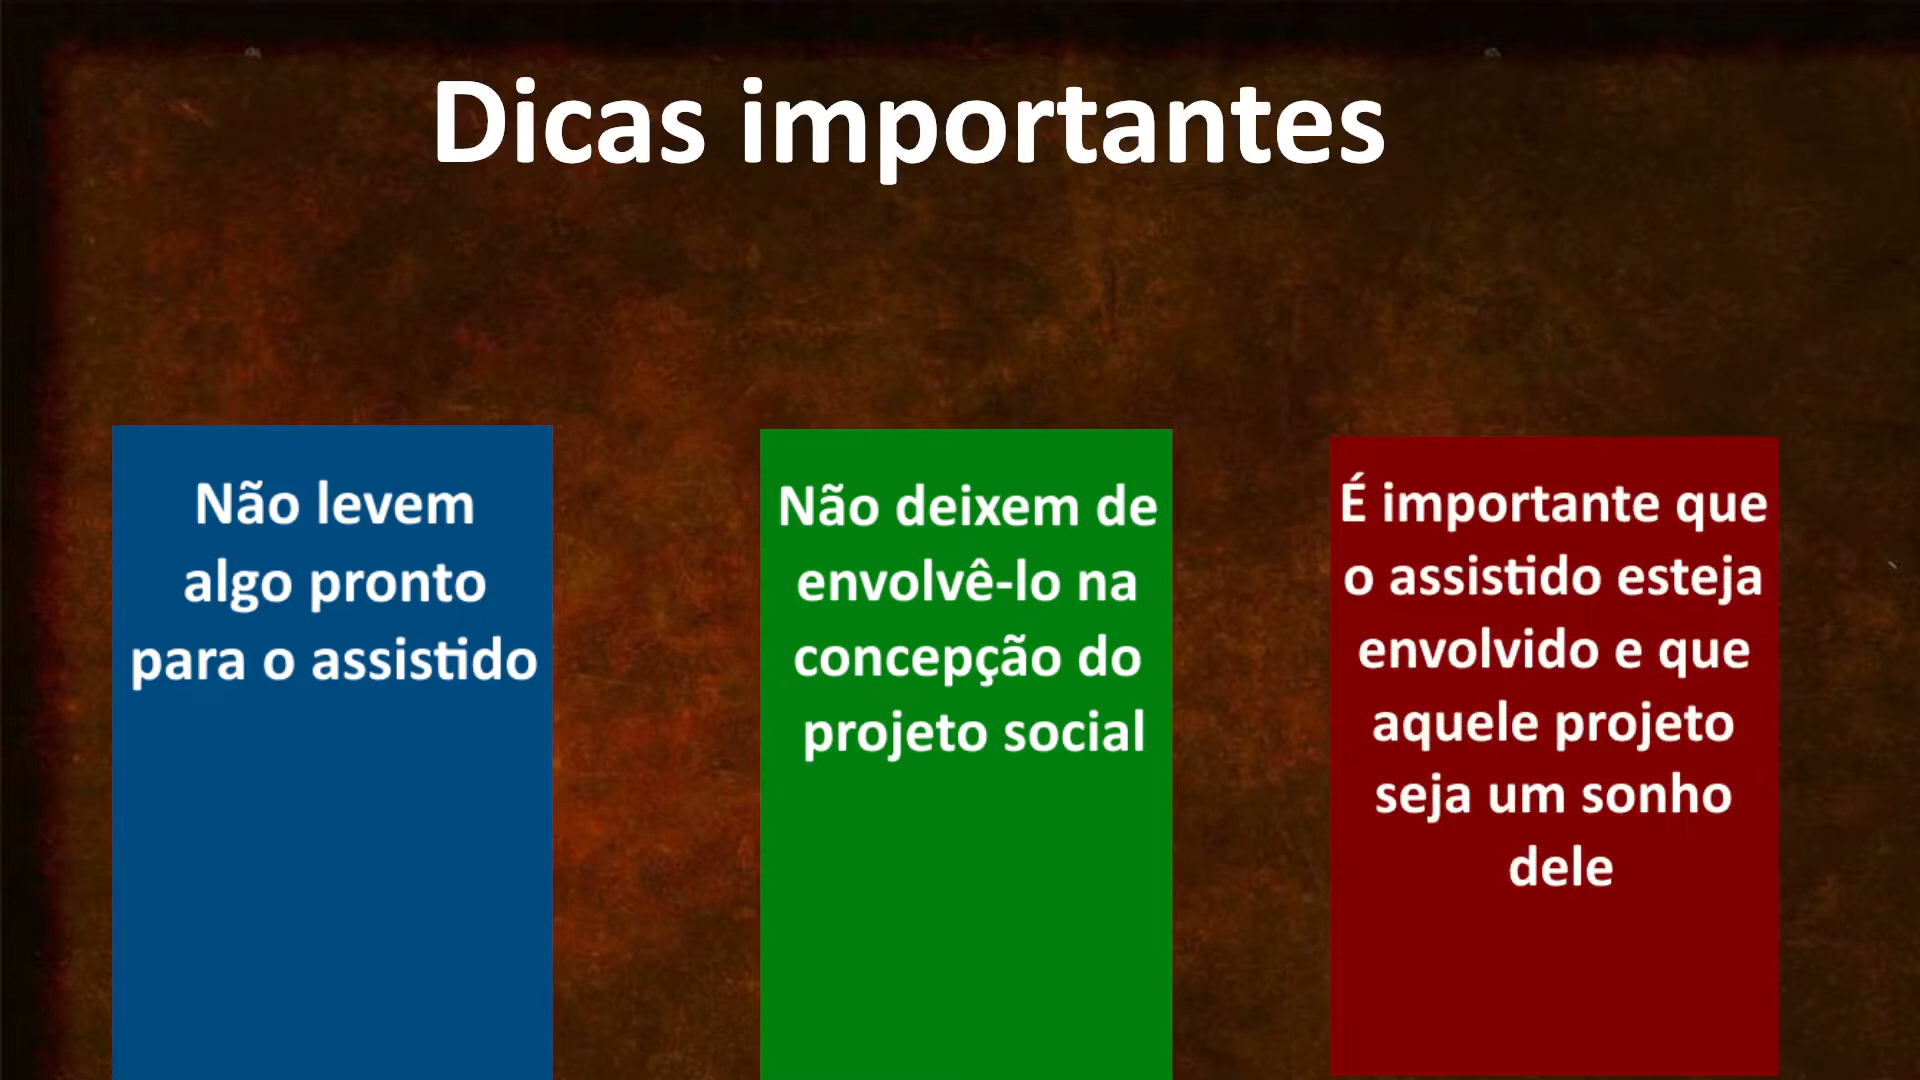 Dicas importantes
Não levem
algo pronto
para o assistido
Não deixem de
envolvê-lo na
concepção do
projeto social
É importante que
o assistido esteja
envolvido e que
aquele projeto
seja um sonho
dele